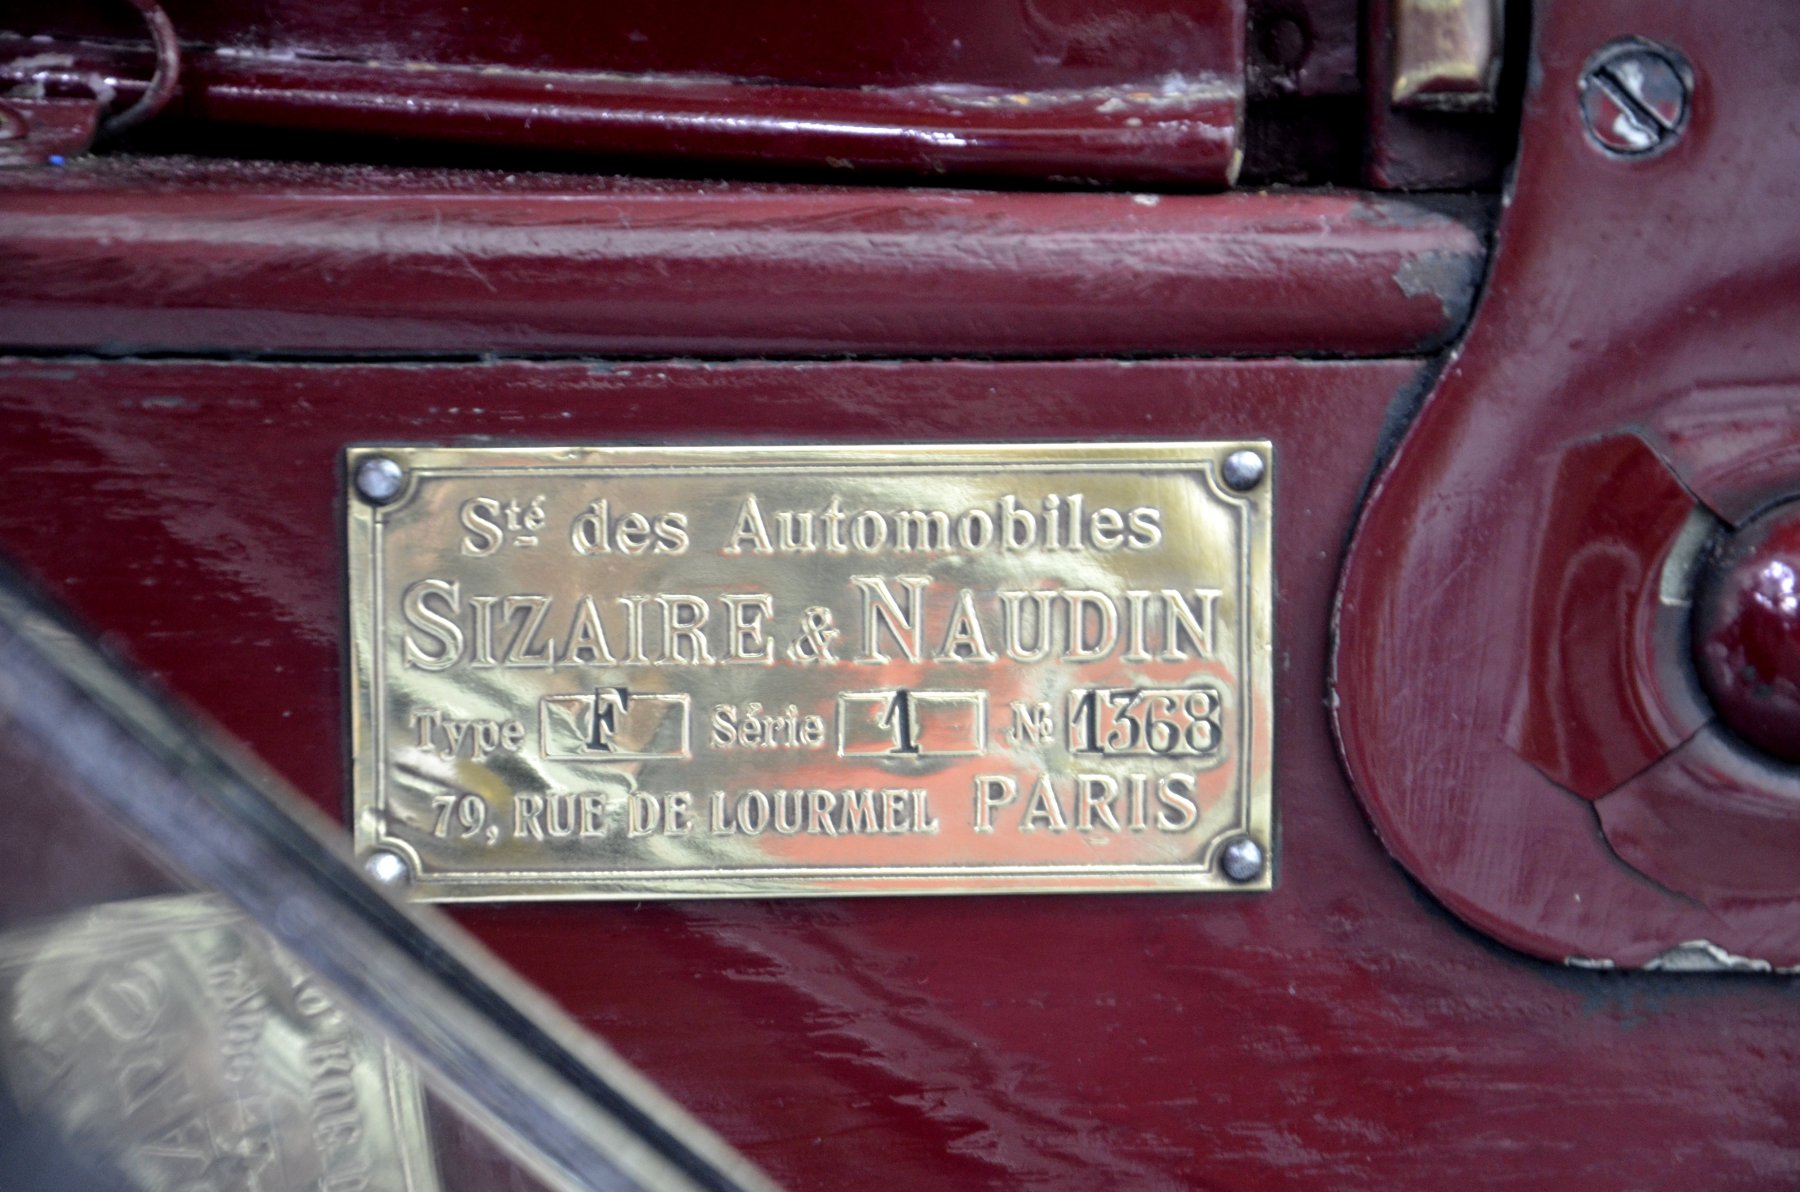 Sté des Automobiles
SIZAIRE & NAUDIN
Type F Série 1 № 1368
79, RUE DE LOURMEL PARIS